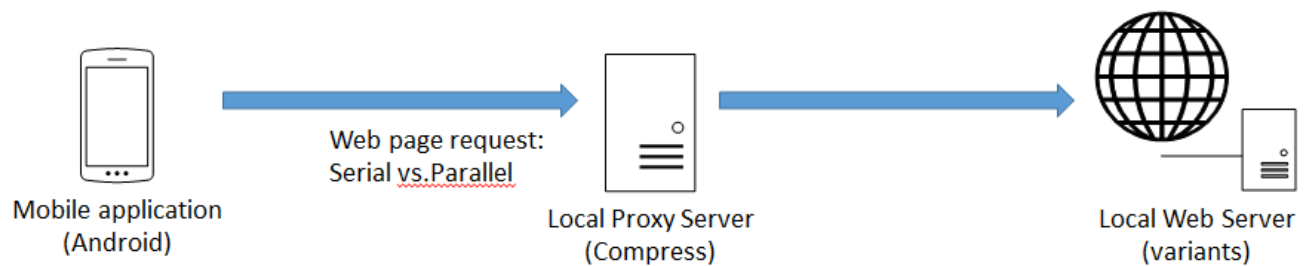 Web page request:
Serial vs.Parallel
Mobile application
(Android)
Local Proxy Server
(Compress)
Local Web Server
(variants)